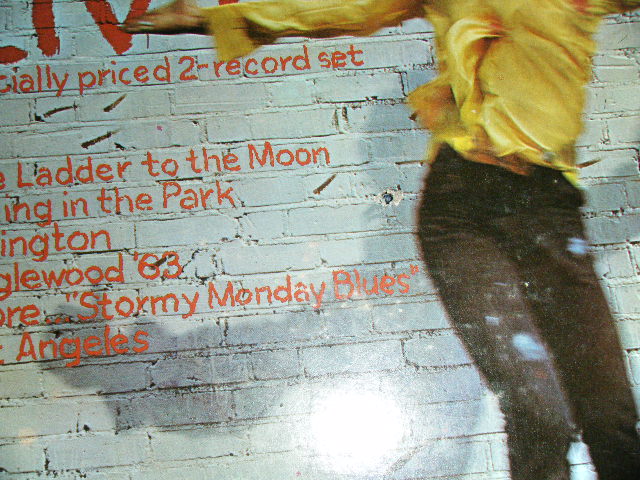 LIV
cially priced 2-record set
e Ladder to the Moon
ing in the Park
ington
glewood '63
ore... "Stormy Monday Blues"
t Angeles